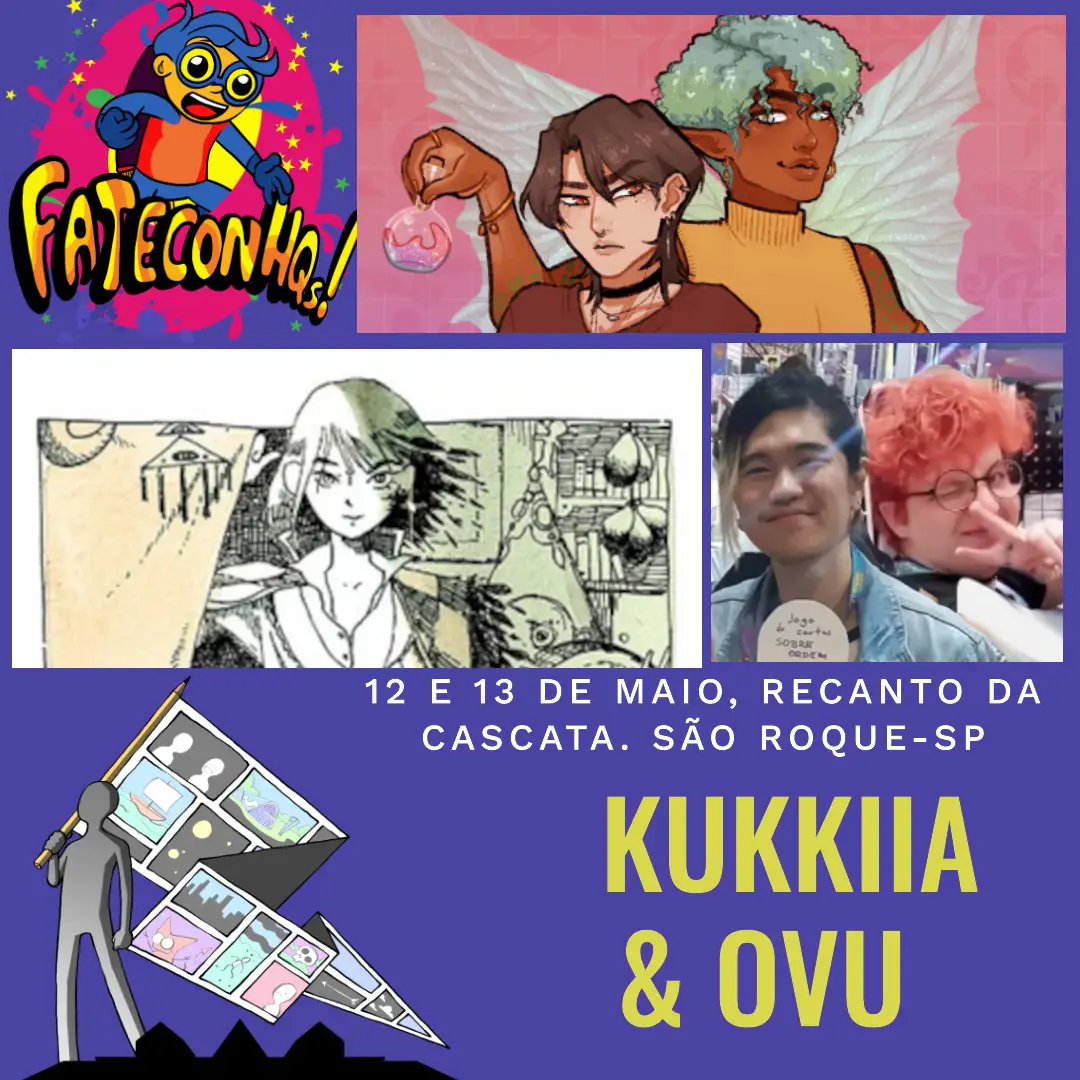 FATECONHQs!
Jogo
de cartas
SOBRE
ORDEM
12 E 13 DE MAIO, RECANTO DA
CASCATA. SÃO ROQUE-SP
KUKKIIA
& OVU